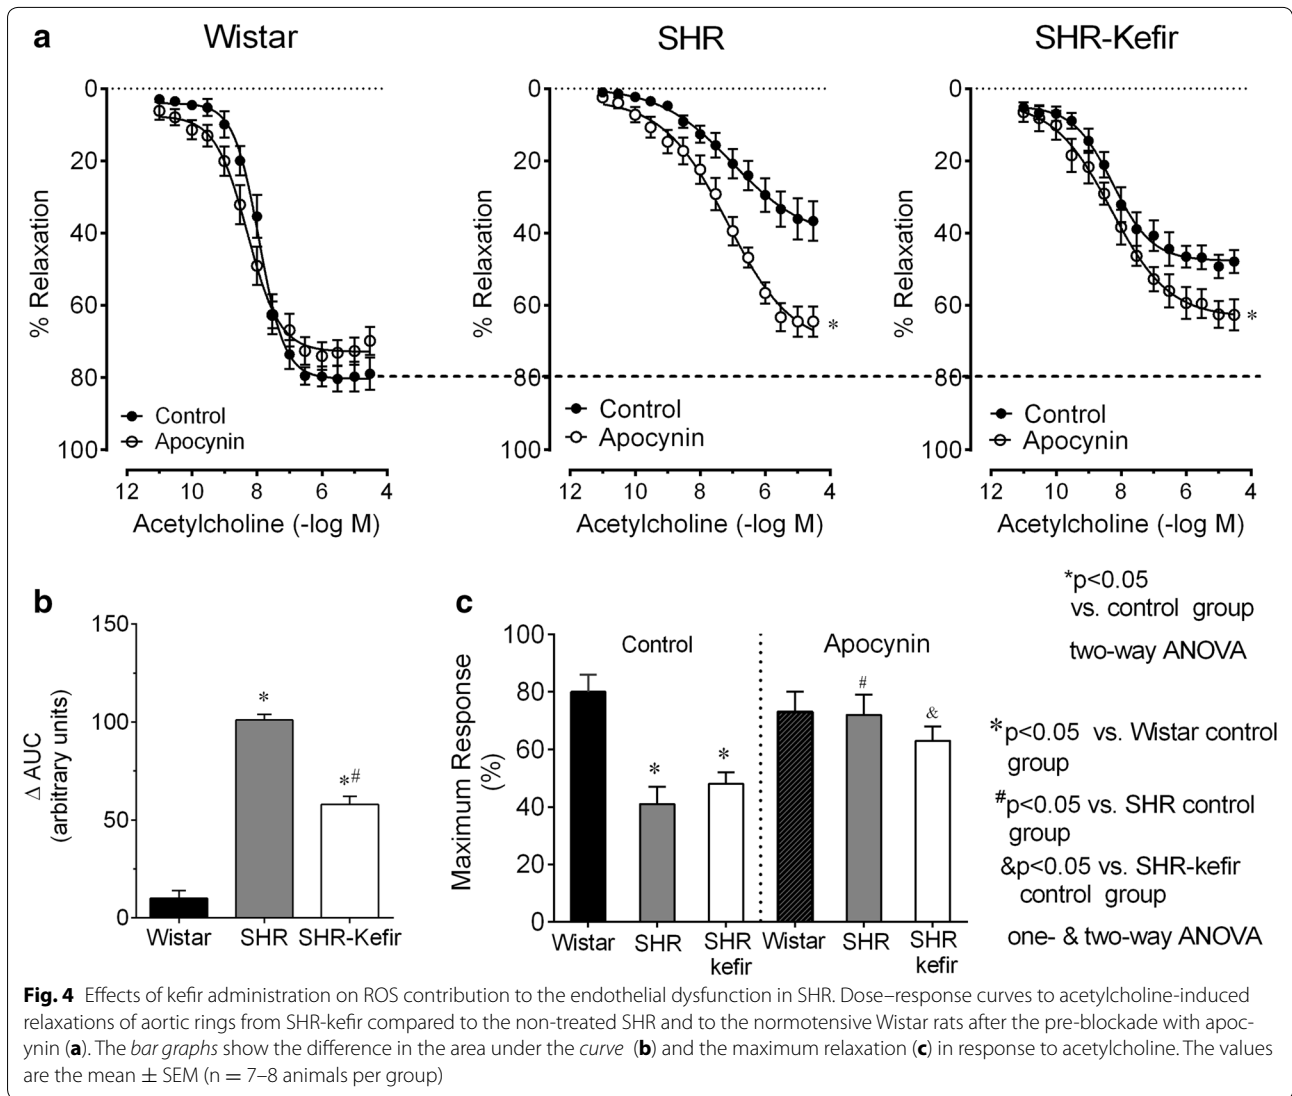 a
Wistar
SHR
SHR-Kefir
0
20
40
60
80
100
% Relaxation
Control
Apocynin
12 10 8 6 4
Acetylcholine (-log M)
0
20
40
60
80
100
% Relaxation
Control
Apocynin
12 10 8 6 4
Acetylcholine (-log M)
0
20
40
60
80
100
% Relaxation
*
*
Control
Apocynin
12 10 8 6 4
Acetylcholine (-log M)
b
150
100
50
0
Δ AUC
(arbitrary units)
*
*#
Wistar SHR SHR-Kefir
c
100
80
60
40
20
0
Maximum Response
(%)
Control
Apocynin
*
*
#
&
Wistar SHR SHR
kefir
Wistar SHR SHR
kefir
*p<0.05
vs. control group
two-way ANOVA
*p<0.05 vs. Wistar control
group
#p<0.05 vs. SHR control
group
&p<0.05 vs. SHR-kefir
control group
one- & two-way ANOVA
Fig. 4 Effects of kefir administration on ROS contribution to the endothelial dysfunction in SHR. Dose–response curves to acetylcholine-induced
relaxations of aortic rings from SHR-kefir compared to the non-treated SHR and to the normotensive Wistar rats after the pre-blockade with apoc-
ynin (a). The bar graphs show the difference in the area under the curve (b) and the maximum relaxation (c) in response to acetylcholine. The values
are the mean ± SEM (n = 7–8 animals per group)